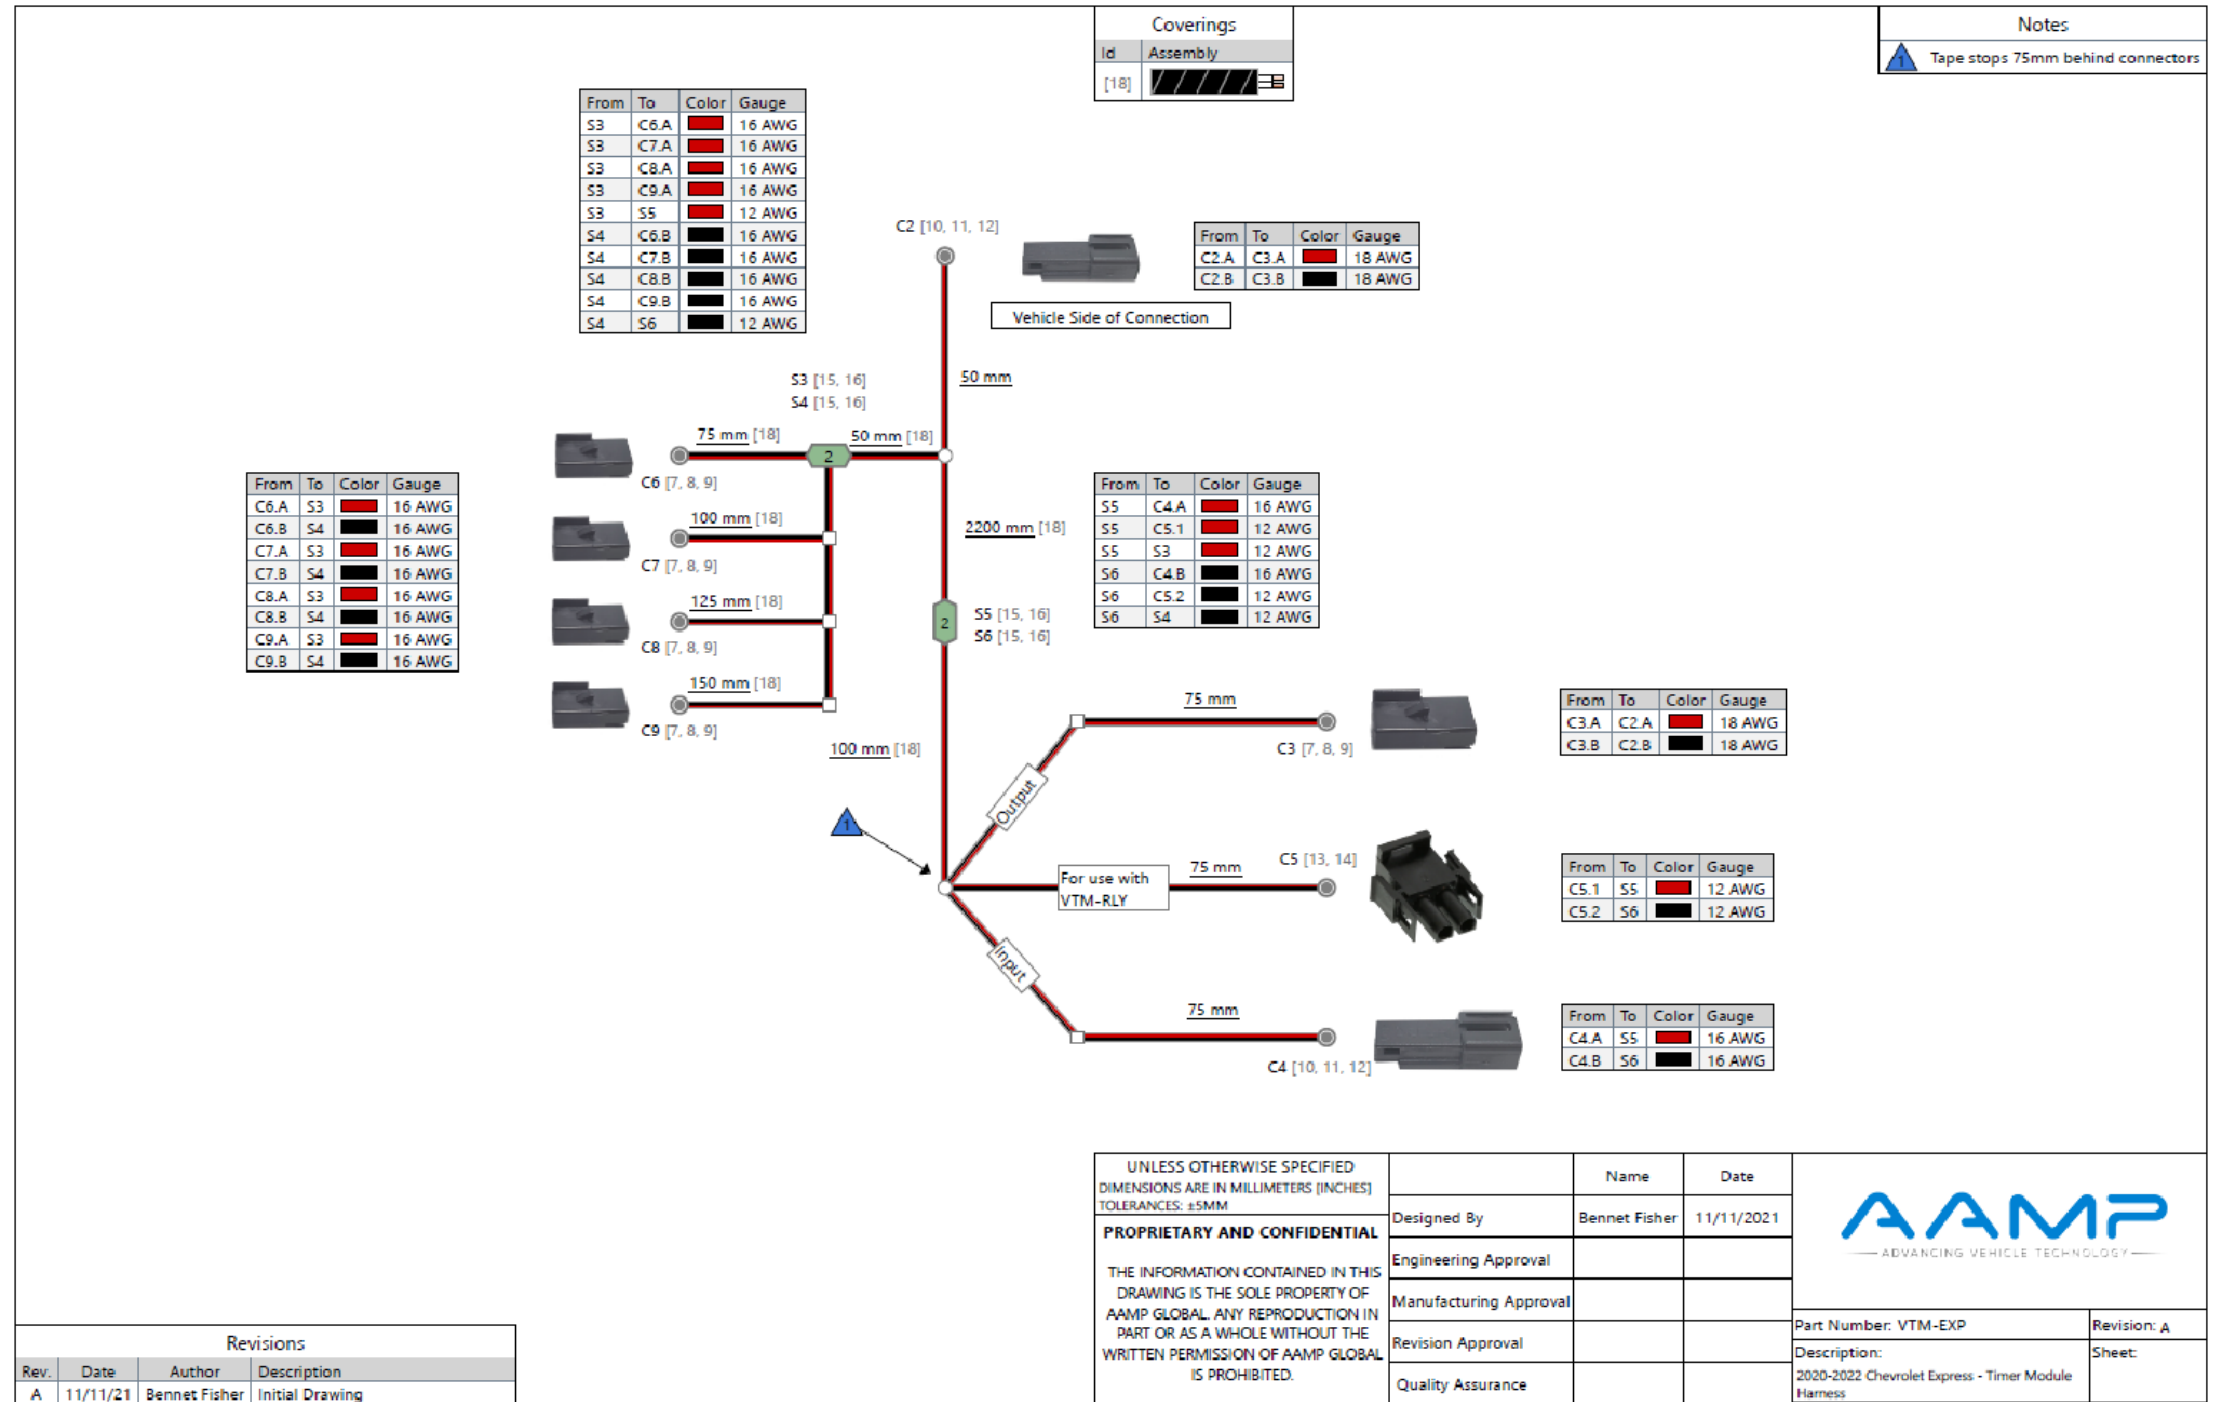 Coverings
Id Assembly
[18]
Notes
1 Tape stops 75mm behind connectors
From To Color Gauge
S3 C6.A 16 AWG
S3 C7.A 16 AWG
S3 C8.A 16 AWG
S3 C9.A 16 AWG
S3 S5 12 AWG
S4 C6.B 16 AWG
S4 C7.B 16 AWG
S4 C8.B 16 AWG
S4 C9.B 16 AWG
S4 S6 12 AWG
C2 [10, 11, 12]
From To Color Gauge
C2.A C3.A 18 AWG
C2.B C3.B 18 AWG
Vehicle Side of Connection
50 mm
S3 [15, 16]
S4 [15, 16]
75 mm [18]
50 mm [18]
2
C6 [7, 8, 9]
100 mm [18]
C7 [7, 8, 9]
125 mm [18]
C8 [7, 8, 9]
150 mm [18]
C9 [7, 8, 9]
From To Color Gauge
C6.A S3 16 AWG
C6.B S4 16 AWG
C7.A S3 16 AWG
C7.B S4 16 AWG
C8.A S3 16 AWG
C8.B S4 16 AWG
C9.A S3 16 AWG
C9.B S4 16 AWG
2200 mm [18]
2
S5 [15, 16]
S6 [15, 16]
From To Color Gauge
S5 C4.A 16 AWG
S5 C5.1 12 AWG
S5 S3 12 AWG
S6 C4.B 16 AWG
S6 C5.2 12 AWG
S6 S4 12 AWG
100 mm [18]
1
75 mm
Output
C3 [7, 8, 9]
From To Color Gauge
C3.A C2.A 18 AWG
C3.B C2.B 18 AWG
For use with
VTM-RLY
75 mm
C5 [13, 14]
From To Color Gauge
C5.1 S5 12 AWG
C5.2 S6 12 AWG
Input
75 mm
C4 [10, 11, 12]
From To Color Gauge
C4.A S5 16 AWG
C4.B S6 16 AWG
UNLESS OTHERWISE SPECIFIED
DIMENSIONS ARE IN MILLIMETERS [INCHES]
TOLERANCES: ±5MM
PROPRIETARY AND CONFIDENTIAL
THE INFORMATION CONTAINED IN THIS
DRAWING IS THE SOLE PROPERTY OF
AAMP GLOBAL. ANY REPRODUCTION IN
PART OR AS A WHOLE WITHOUT THE
WRITTEN PERMISSION OF AAMP GLOBAL
IS PROHIBITED.
Name Date
Designed By Bennet Fisher 11/11/2021
Engineering Approval
Manufacturing Approval
Revision Approval
Quality Assurance
AAMP
ADVANCING VEHICLE TECHNOLOGY
Part Number: VTM-EXP
Revision: A
Description:
2020-2022 Chevrolet Express - Timer Module
Harness
Sheet:
Revisions
Rev. Date Author Description
A 11/11/21 Bennet Fisher Initial Drawing